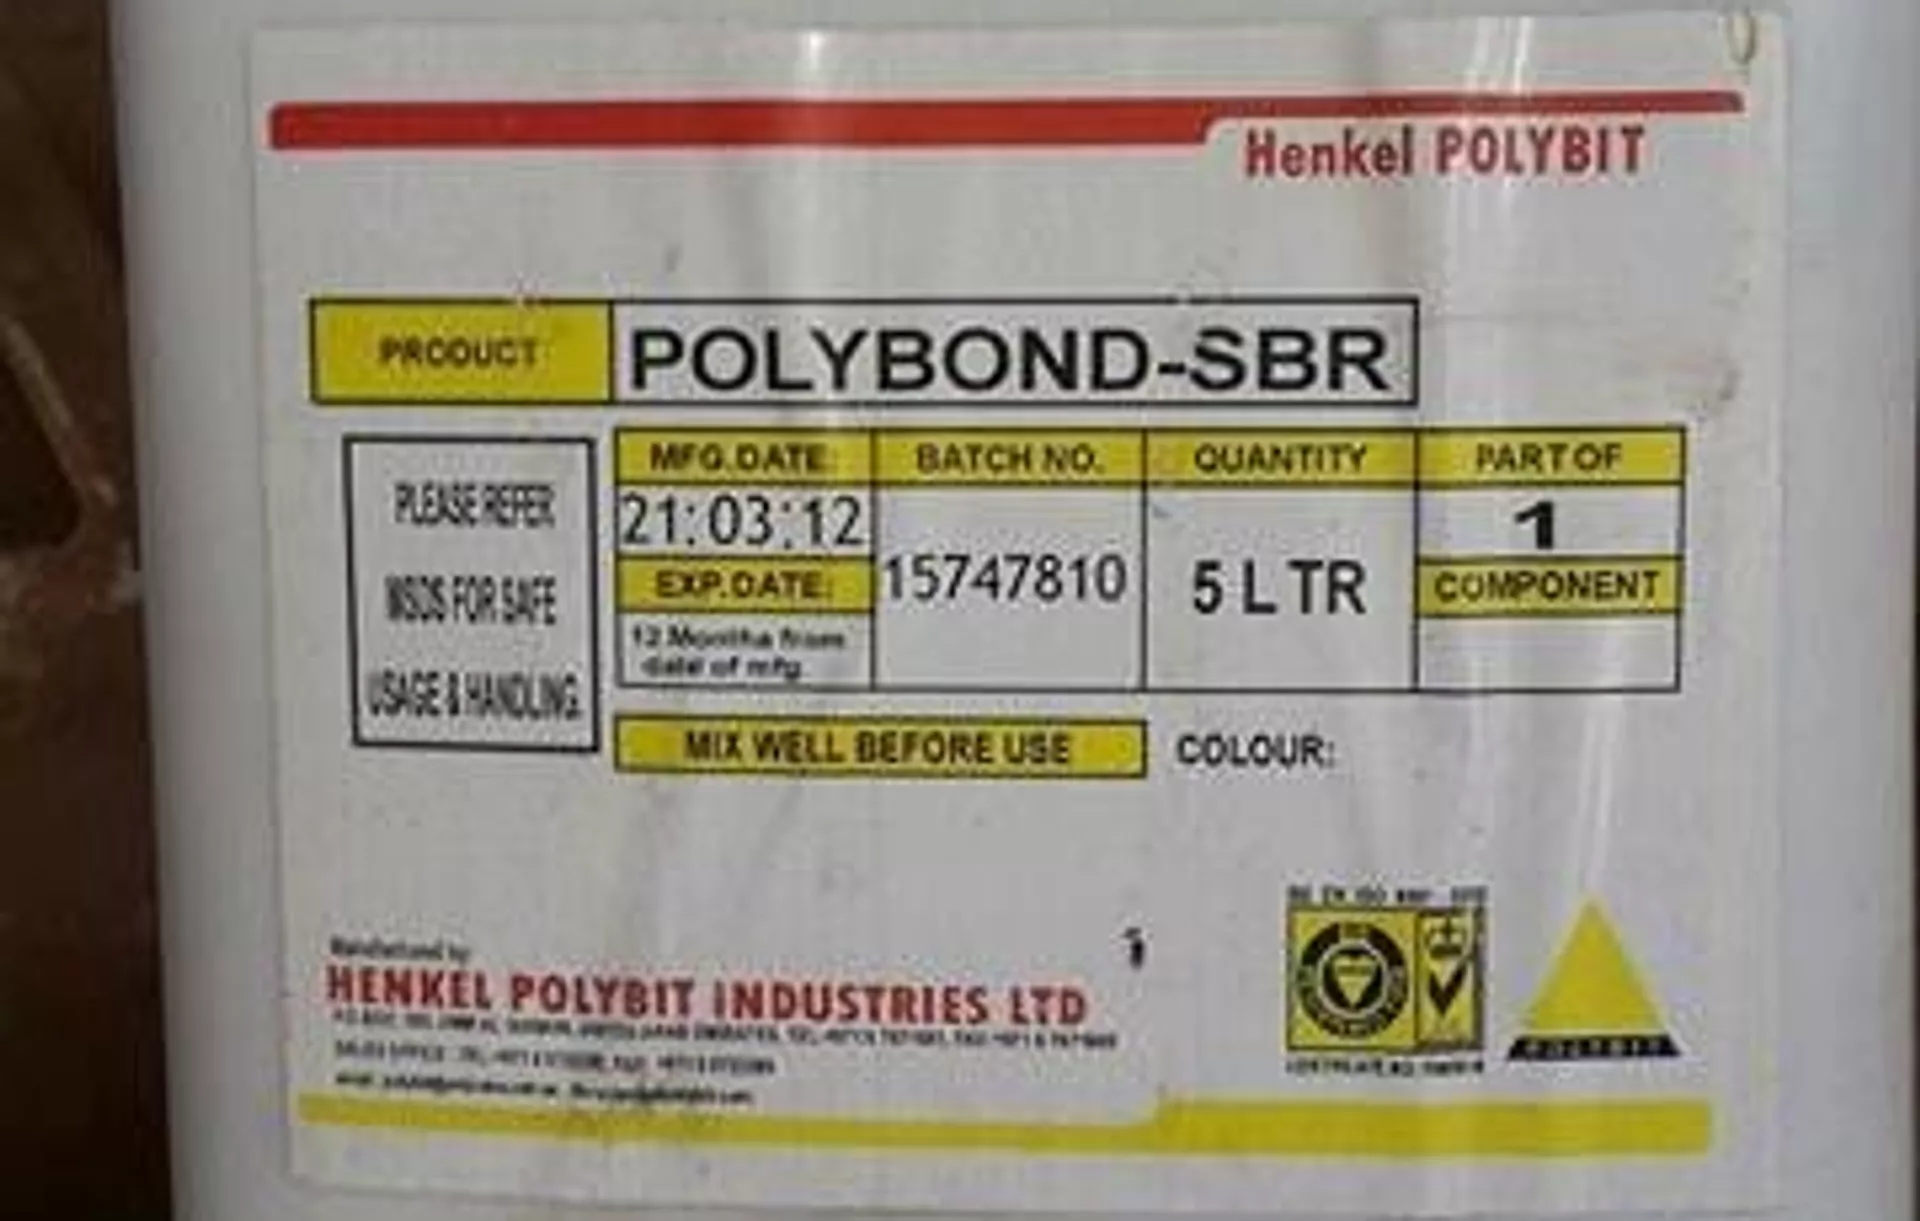 Henkel POLYBIT
PRODUCT POLYBOND-SBR
PLEASE REFER
MSDS FOR SAFE
USAGE & HANDLING.
MFG.DATE: BATCH NO. QUANTITY PART OF
21:03:12 15747810 5 LTR 1
EXP.DATE: COMPONENT
12 Months from
date of mfg
MIX WELL BEFORE USE COLOUR:
Manufactured by
HENKEL POLYBIT INDUSTRIES LTD
POLYBIT